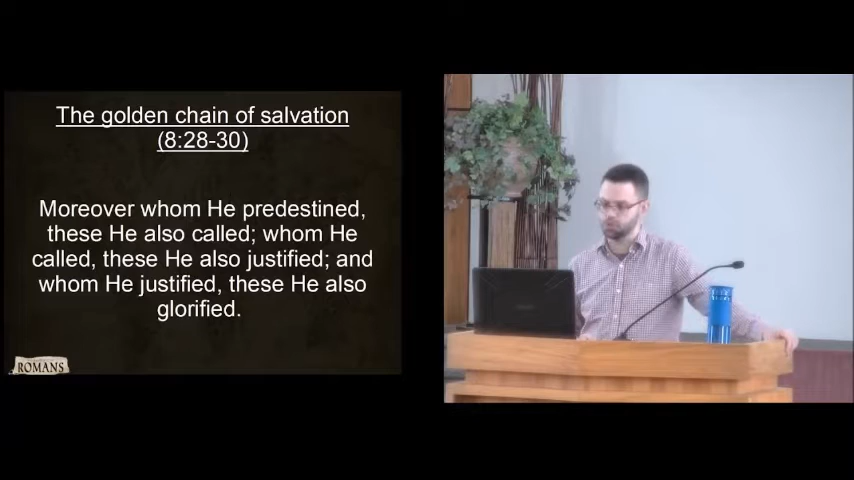 The golden chain of salvation
(8:28-30)
Moreover whom He predestined,
these He also called; whom He
called, these He also justified; and
whom He justified, these He also
glorified.
ROMANS